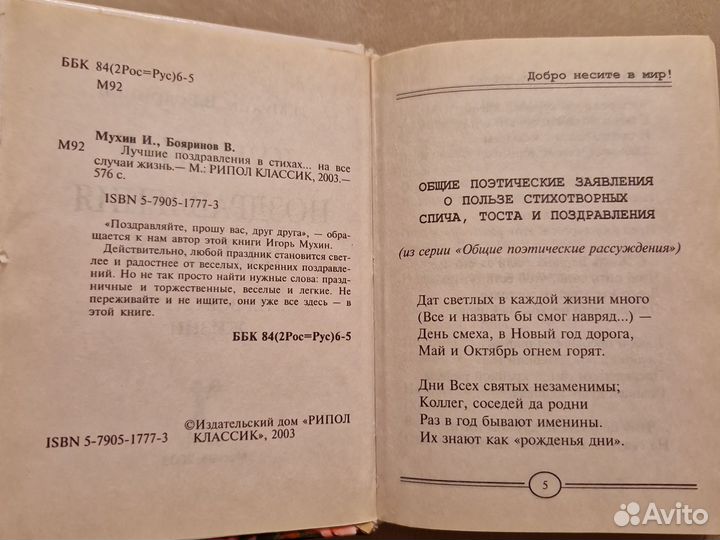 ББК 84(2Рос=Рус)6-5
М92
М92
Мухин И., Бояринов В.
Лучшие поздравления в стихах... на все
случаи жизнь.— М.: РИПОЛ КЛАССИК, 2003.—
576 с.
ISBN 5-7905-1777-3
«Поздравляйте, прошу вас, друг друга», – обра-
щается к нам автор этой книги Игорь Мухин.
Действительно, любой праздник становится свет-
лее и радостнее от веселых, искренних поздравле-
ний. Но не так просто найти нужные слова: празд-
ничные и торжественные, веселые и легкие. Не
переживайте и не ищите, они уже все здесь – в
этой книге.
ББК 84(2Рос=Рус)6-5
ISBN 5-7905-1777-3
©Издательский дом «РИПОЛ
КЛАССИК», 2003
Добро несите в мир!
ОБЩИЕ ПОЭТИЧЕСКИЕ ЗАЯВЛЕНИЯ
О ПОЛЬЗЕ СТИХОТВОРНЫХ
СПИЧА, ТОСТА И ПОЗДРАВЛЕНИЯ
(из серии «Общие поэтические рассуждения»)
Дат светлых в каждой жизни много
(Все и назвать бы смог навряд...) —
День смеха, в Новый год дорога,
Май и Октябрь огнем горят.
Дни Всех святых незаменимы;
Коллег, соседей да родни
Раз в год бывают именины.
Их знают как «рожденья дни».
5
Avito